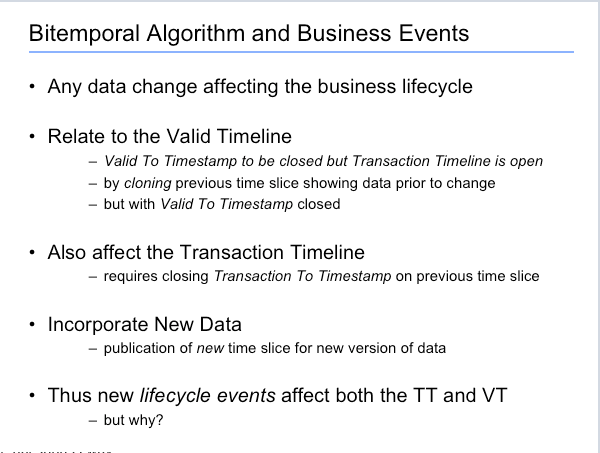 Bitemporal Algorithm and Business Events
• Any data change affecting the business lifecycle
• Relate to the Valid Timeline
– Valid To Timestamp to be closed but Transaction Timeline is open
– by cloning previous time slice showing data prior to change
– but with Valid To Timestamp closed
• Also affect the Transaction Timeline
– requires closing Transaction To Timestamp on previous time slice
• Incorporate New Data
– publication of new time slice for new version of data
• Thus new lifecycle events affect both the TT and VT
– but why?